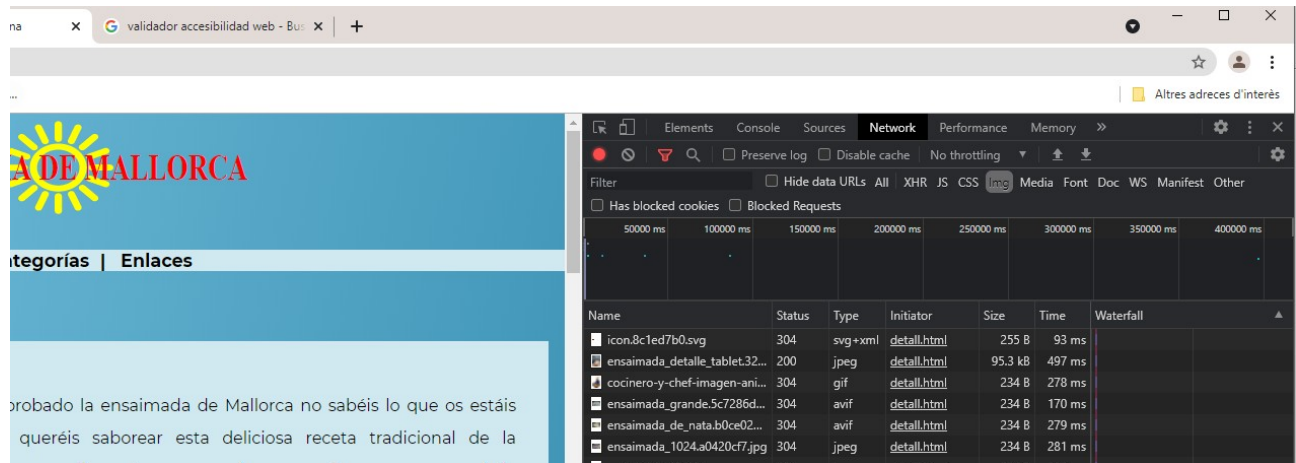 na
validador accesibilidad web - Bus
...
Altres adreces d'interès
A DE MALLORCA
Elements Console Sources Network Performance Memory
Preserve log Disable cache No throttling
Filter Hide data URLs All XHR JS CSS Img Media Font Doc WS Manifest Other
Has blocked cookies Blocked Requests
50000 ms 100000 ms 150000 ms 200000 ms 250000 ms 300000 ms 350000 ms 400000 ms
tegorías | Enlaces
Name Status Type Initiator Size Time Waterfall
icon.8c1ed7b0.svg 304 svg+xml detall.html 255 B 93 ms
ensaimada_detalle_tablet.32... 200 jpeg detall.html 95.3 kB 497 ms
cocinero-y-chef-imagen-ani... 304 gif detall.html 234 B 278 ms
ensaimada_grande.5c7286d... 304 avif detall.html 234 B 170 ms
ensaimada_de_nata.b0ce02... 304 avif detall.html 234 B 279 ms
ensaimada_1024.a0420cf7.jpg 304 jpeg detall.html 234 B 281 ms
probado la ensaimada de Mallorca no sabéis lo que os estáis
queréis saborear esta deliciosa receta tradicional de la